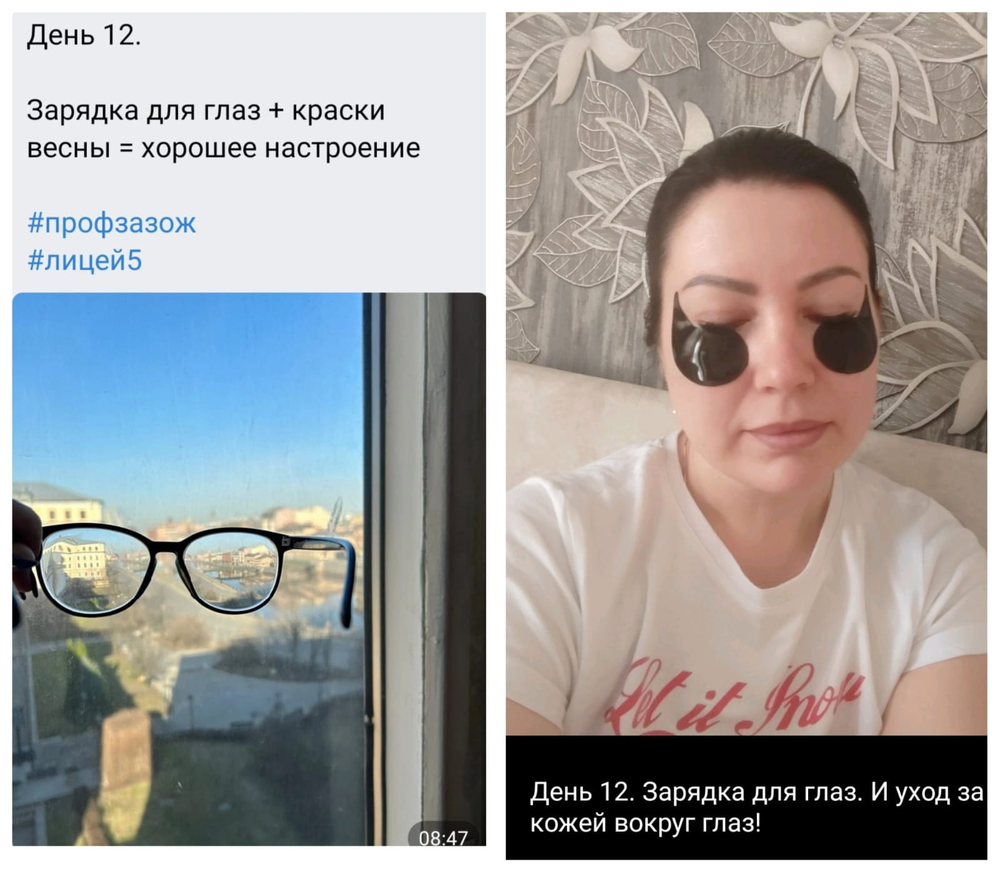 День 12.
Зарядка для глаз + краски
весны = хорошее настроение
#профзазож
#лицей5
08:47
Let it Snow
День 12. Зарядка для глаз. И уход за
кожей вокруг глаз!